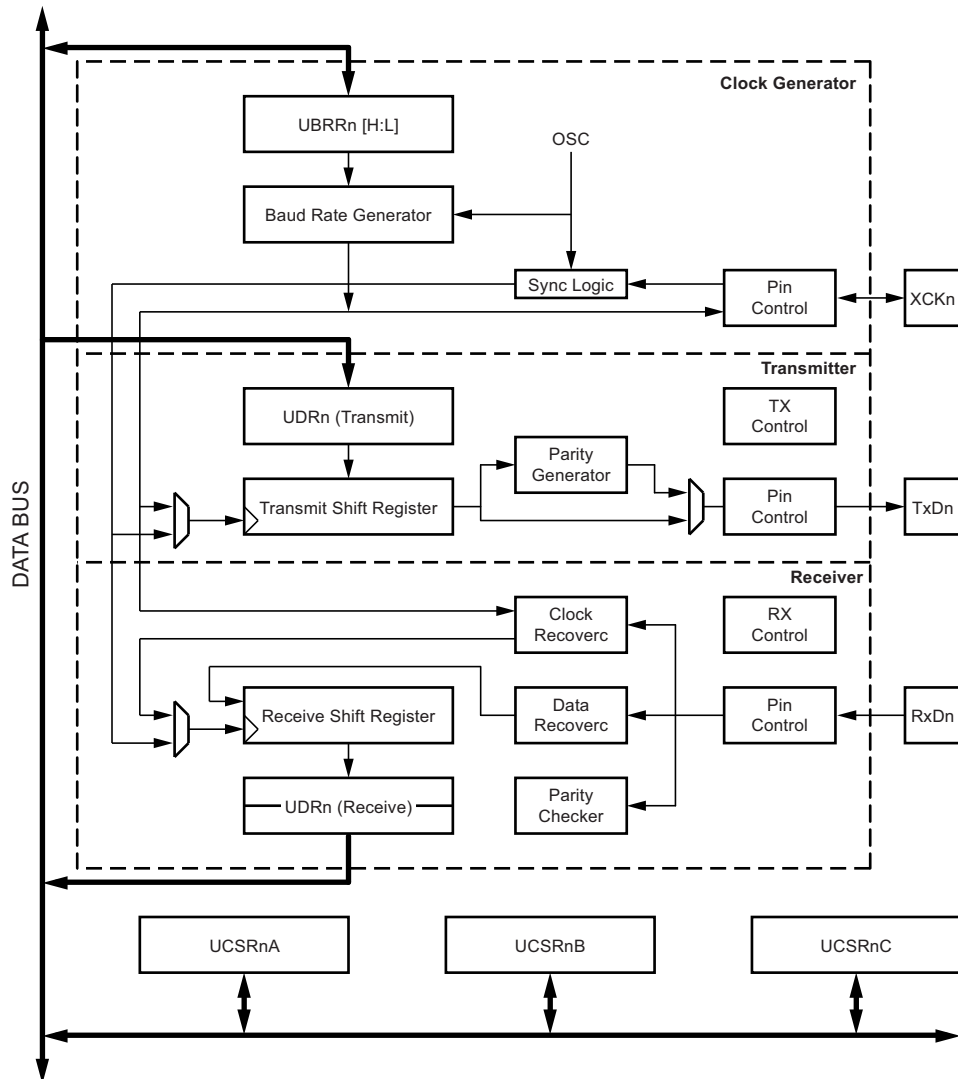 Clock Generator
UBRRn [H:L]
OSC
Baud Rate Generator
Sync Logic
Pin
Control
XCKn
Transmitter
UDRn (Transmit)
TX
Control
Parity
Generator
Transmit Shift Register
Pin
Control
TxDn
DATA BUS
Receiver
Clock
Recoverc
RX
Control
Receive Shift Register
Data
Recoverc
Pin
Control
RxDn
UDRn (Receive)
Parity
Checker
UCSRnA
UCSRnB
UCSRnC